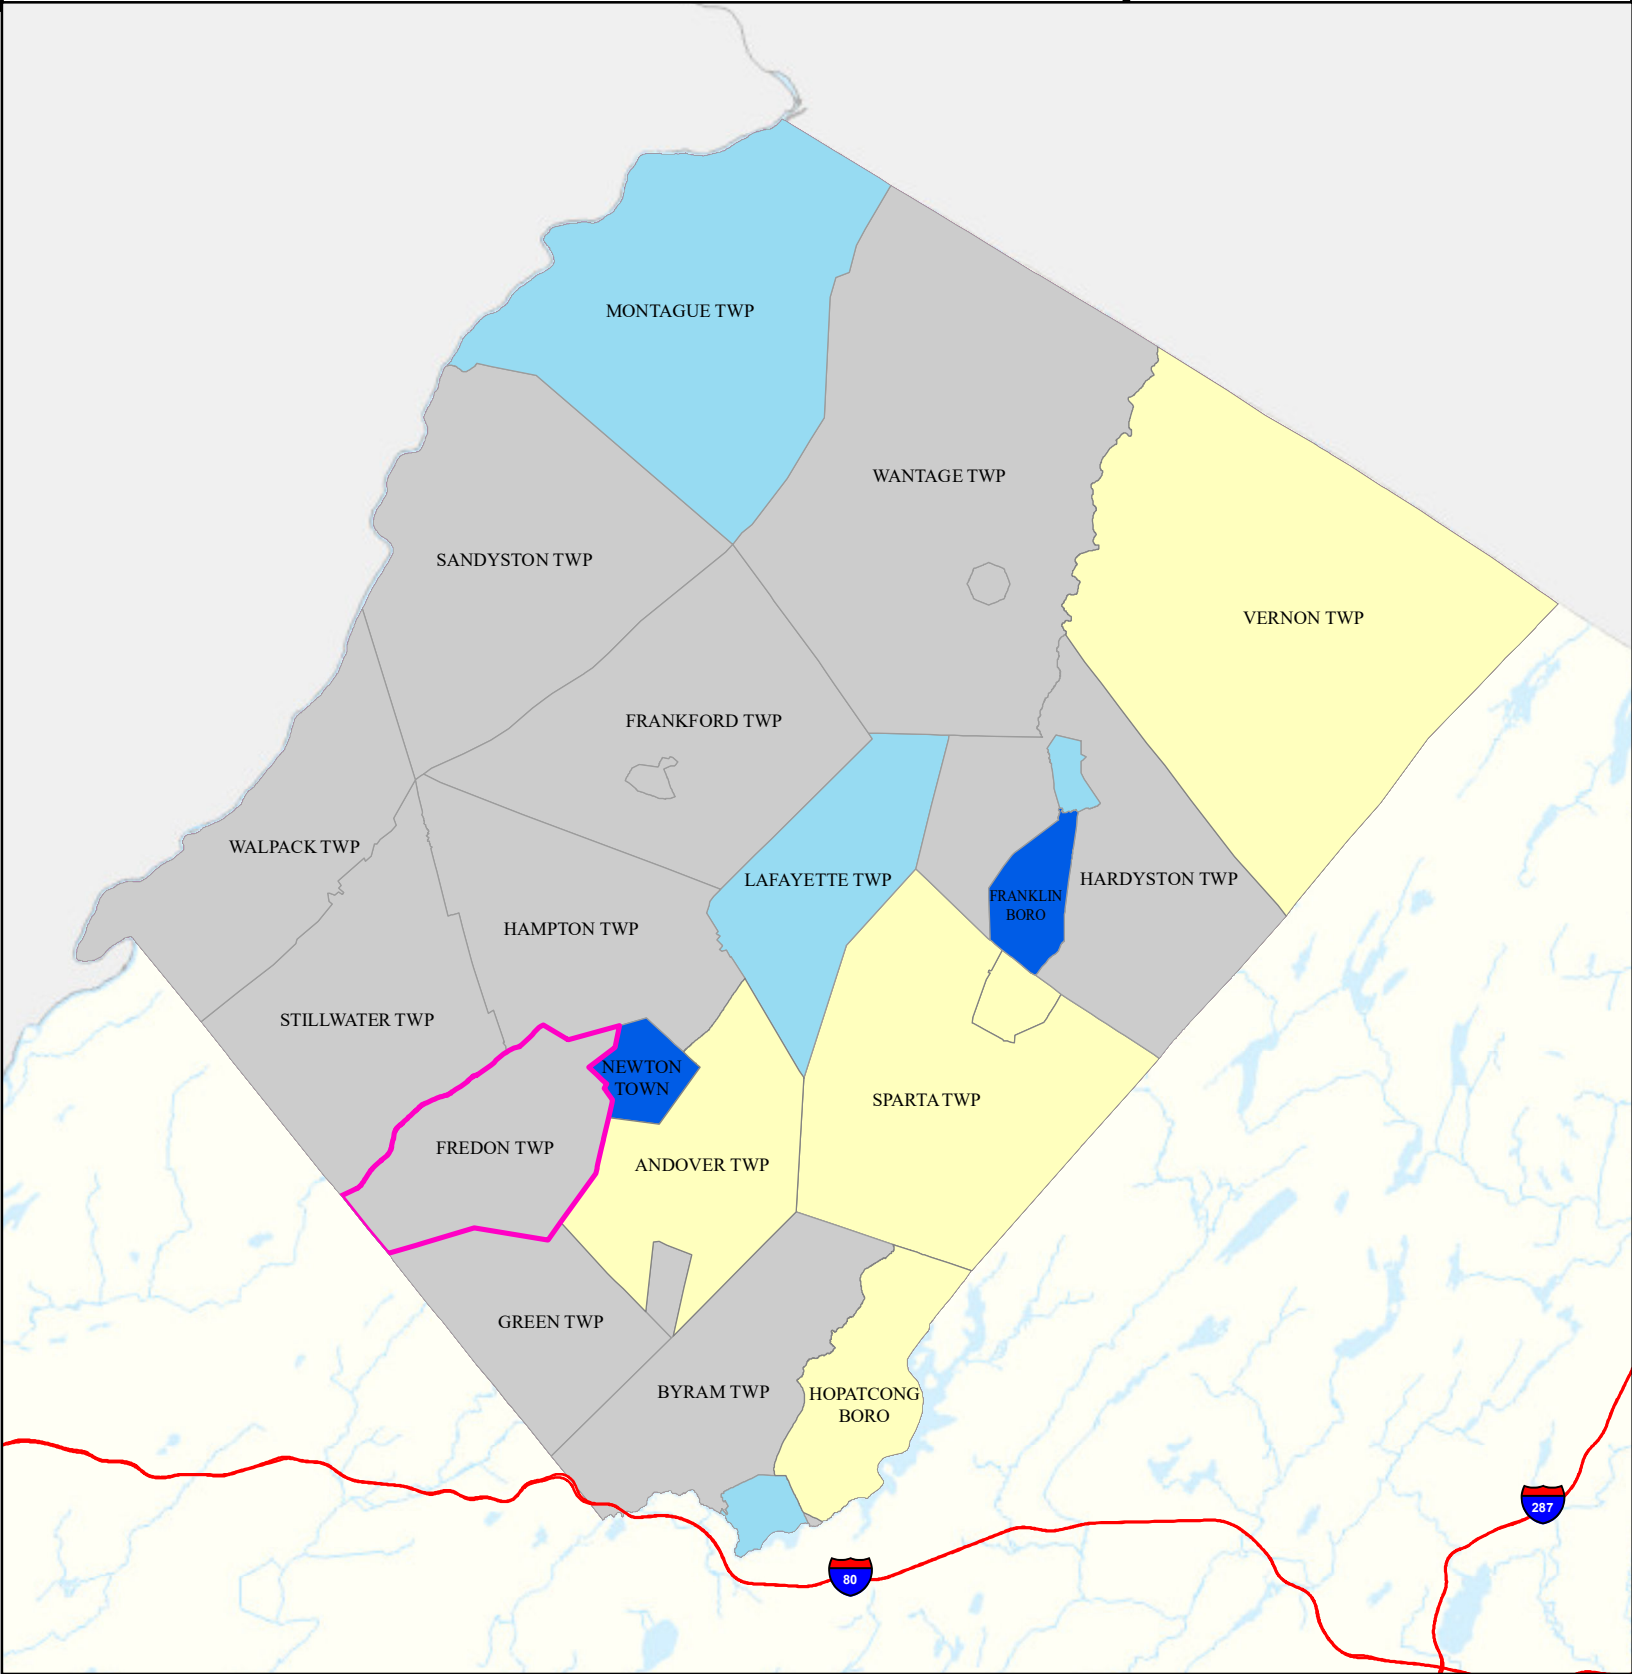 MONTAGUE TWP
WANTAGE TWP
SANDYSTON TWP
VERNON TWP
FRANKFORD TWP
WALPACK TWP
LAFAYETTE TWP
HARDYSTON TWP
FRANKLIN
BORO
HAMPTON TWP
STILLWATER TWP
NEWTON
TOWN
SPARTA TWP
FREDON TWP
ANDOVER TWP
GREEN TWP
BYRAM TWP
HOPATCONG
BORO
287
80